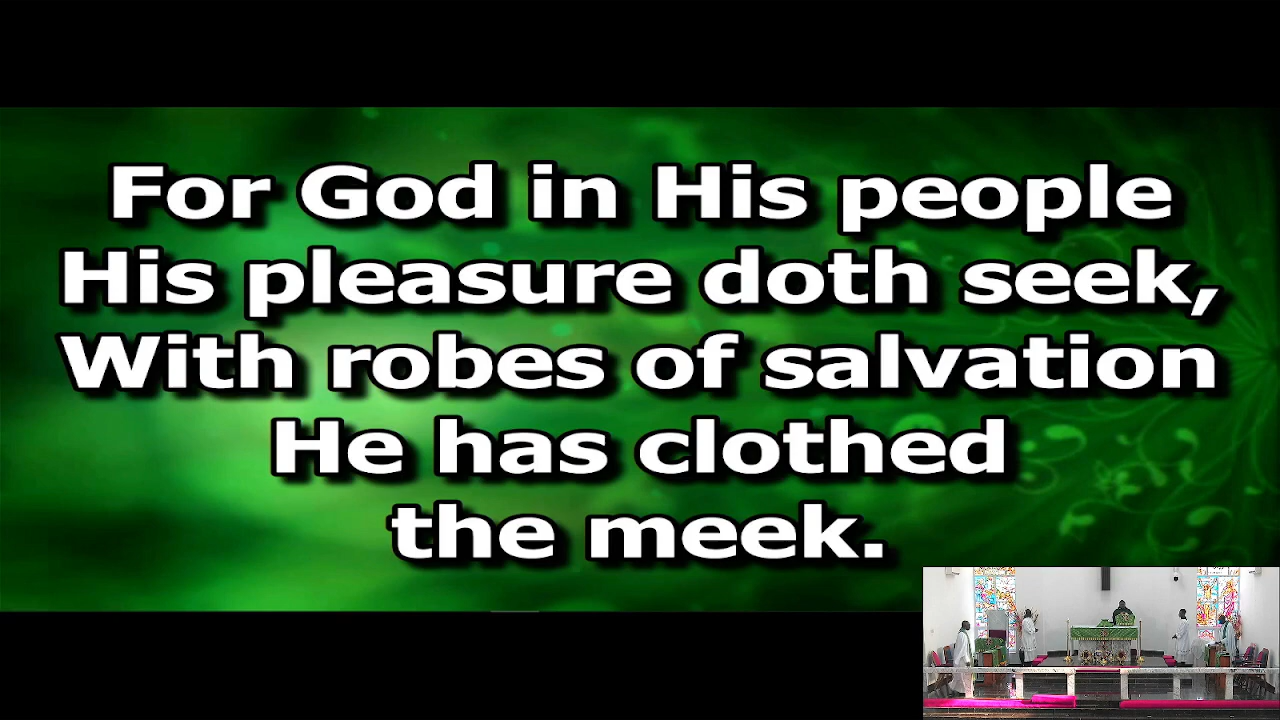 For God in His people
His pleasure doth seek,
With robes of salvation
He has clothed
the meek.